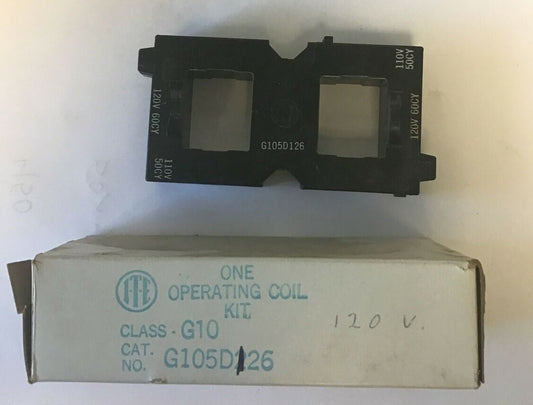 110V
50CY
120V 60CY
120V 60CY
110V
50CY
G105D126
ITE
ONE
OPERATING COIL
KIT.
CLASS - G10
CAT.
NO. G105D126
120 V.